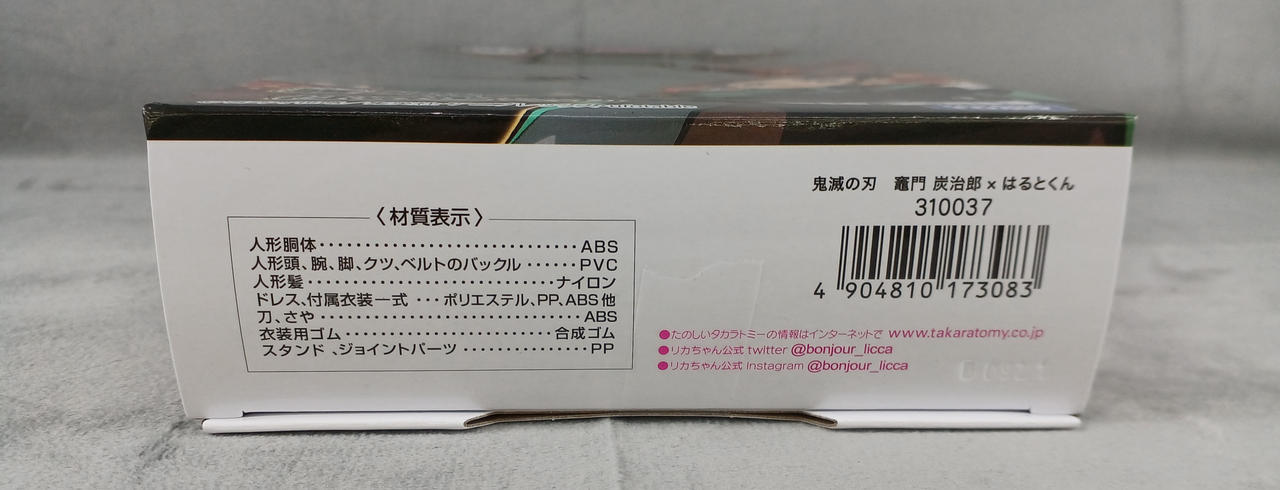 〈材質表示〉
人形胴体‥‥‥‥‥‥‥‥‥‥‥‥‥‥ABS
人形頭、腕、脚、クツ、ベルトのバックル‥‥‥PVC
人形髪‥‥‥‥‥‥‥‥‥‥‥‥‥‥ナイロン
ドレス、付属衣装一式…ポリエステル、PP、ABS他
刀、さや‥‥‥‥‥‥‥‥‥‥‥‥‥‥ABS
衣装用ゴム‥‥‥‥‥‥‥‥‥‥‥合成ゴム
スタンド、ジョイントパーツ‥‥‥‥‥‥‥PP
鬼滅の刃 竈門 炭治郎×はるとくん
310037
4 904810 173083
●たのしいタカラトミーの情報はインターネットで www.takaratomy.co.jp
●リカちゃん公式 twitter @bonjour_licca
●リカちゃん公式 Instagram @bonjour_licca